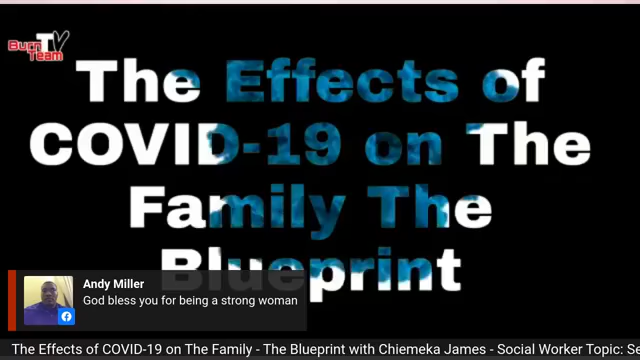 Burn TV
Team
The Effects of
COVID-19 on The
Family The
Blueprint
Andy Miller
God bless you for being a strong woman
The Effects of COVID-19 on The Family - The Blueprint with Chiemeka James - Social Worker Topic: Se